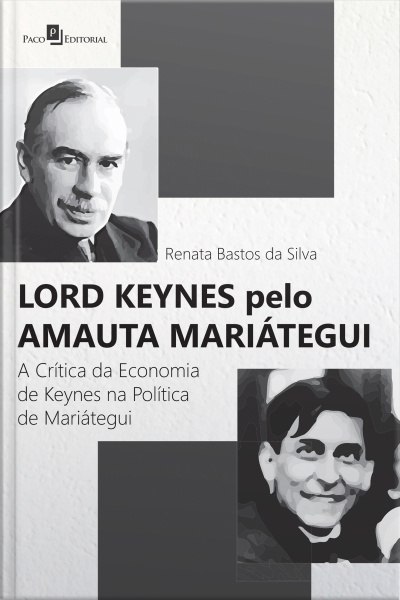 PACO EDITORIAL
Renata Bastos da Silva
LORD KEYNES pelo
AMAUTA MARIÁTEGUI
A Crítica da Economia
de Keynes na Política
de Mariátegui